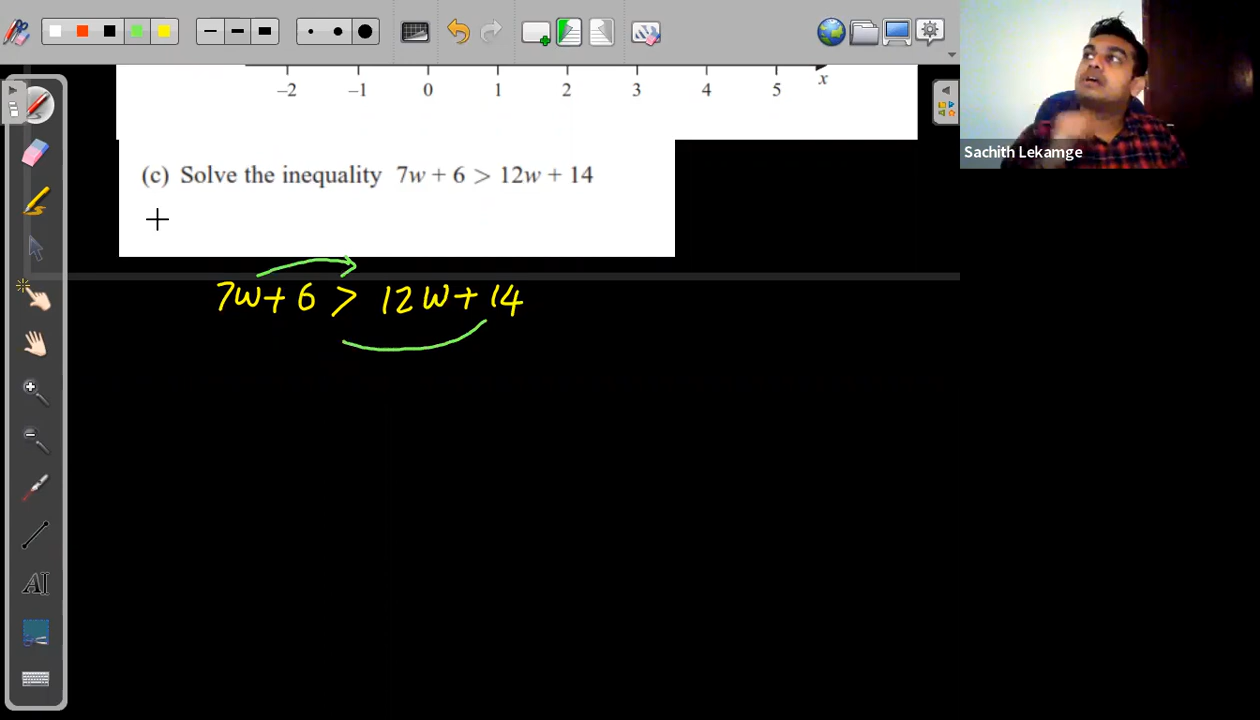 −2 −1 0 1 2 3 4 5 x
(c) Solve the inequality 7w + 6 > 12w + 14
Sachith Lekamge
7w + 6 > 12w + 14
AI